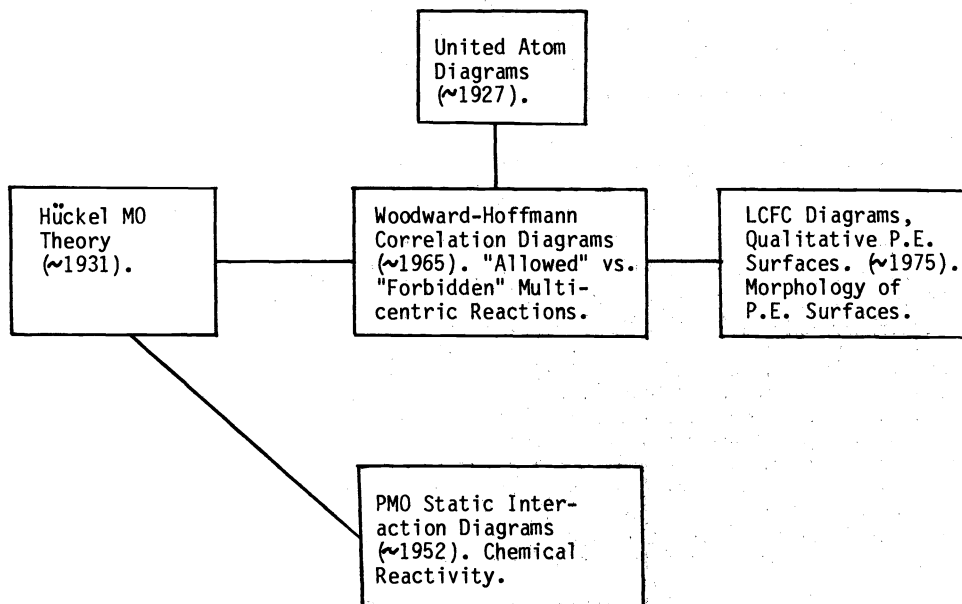 United Atom
Diagrams
(~1927).
Hückel MO
Theory
(~1931).
Woodward-Hoffmann
Correlation Diagrams
(~1965). "Allowed" vs.
"Forbidden" Multi-
centric Reactions.
LCFC Diagrams,
Qualitative P.E.
Surfaces. (~1975).
Morphology of
P.E. Surfaces.
PMO Static Inter-
action Diagrams
(~1952). Chemical
Reactivity.